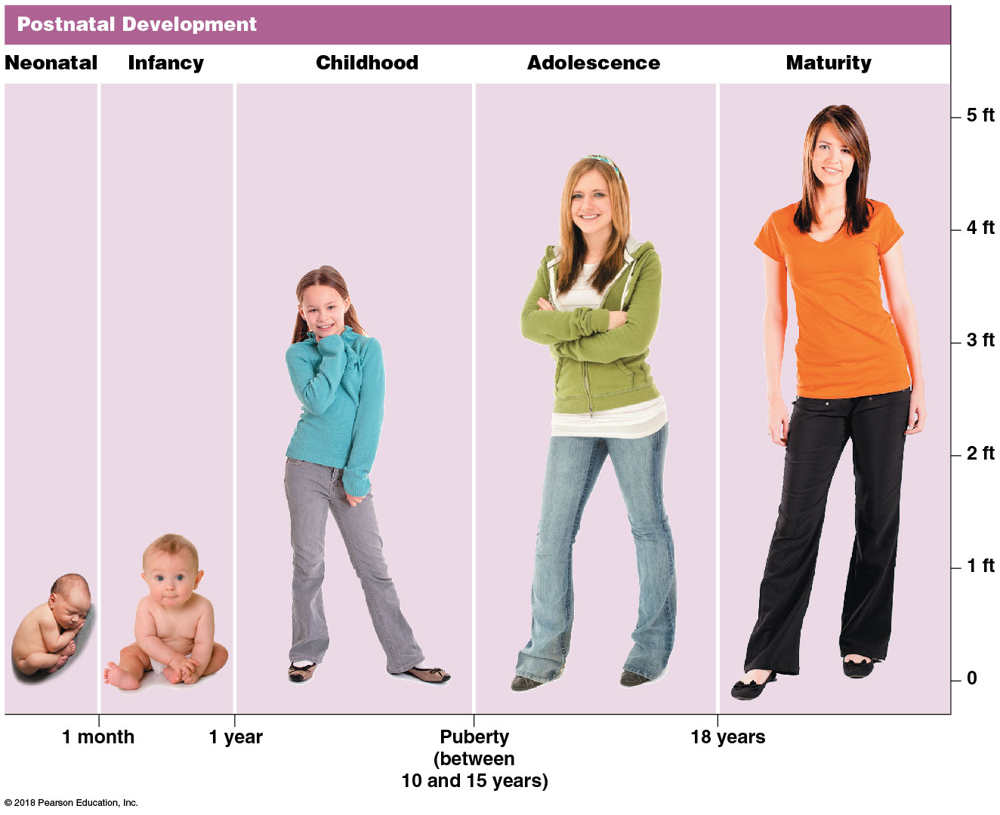 Postnatal Development
Neonatal Infancy Childhood Adolescence Maturity
5 ft
4 ft
3 ft
2 ft
1 ft
0
1 month 1 year Puberty 18 years
(between
10 and 15 years)
© 2018 Pearson Education, Inc.